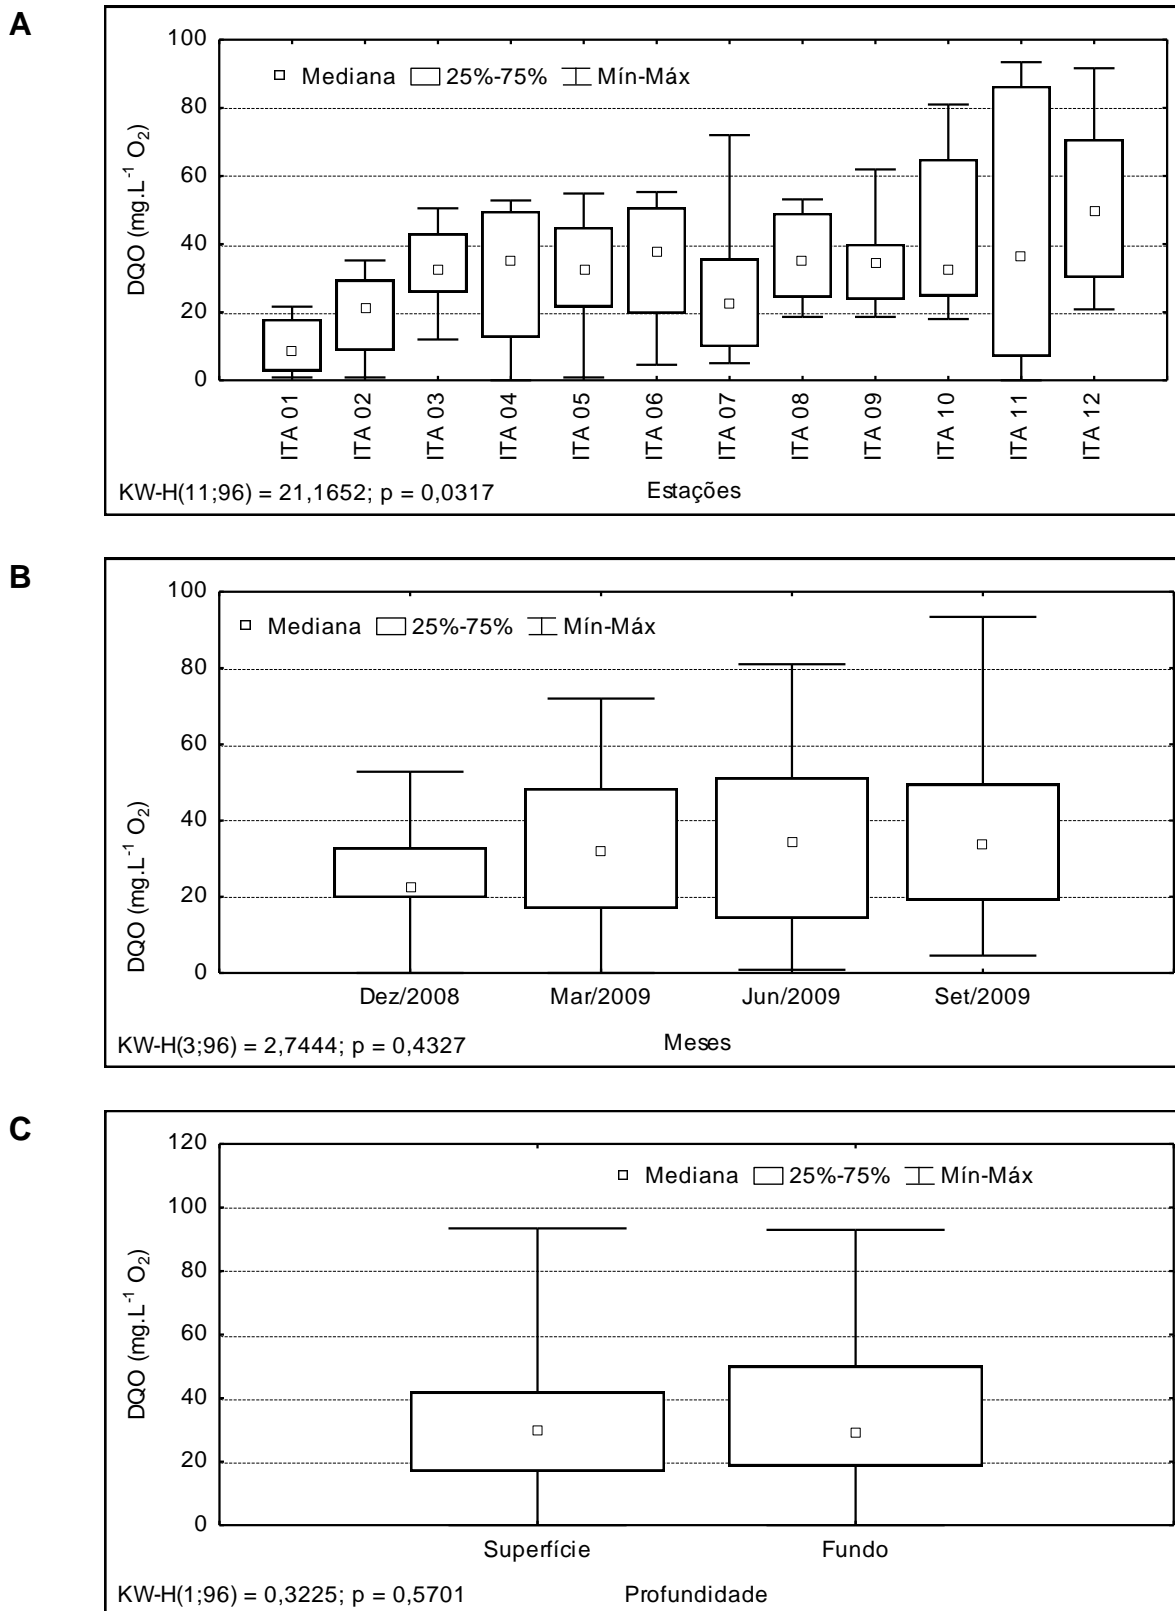 A
100
80
60
40
20
0
DQO (mg.L⁻¹ O₂)
Mediana 25%-75% Mín-Máx
ITA 01
ITA 02
ITA 03
ITA 04
ITA 05
ITA 06
ITA 07
ITA 08
ITA 09
ITA 10
ITA 11
ITA 12
KW-H(11;96) = 21,1652; p = 0,0317
Estações
B
100
80
60
40
20
0
DQO (mg.L⁻¹ O₂)
Mediana 25%-75% Mín-Máx
Dez/2008 Mar/2009 Jun/2009 Set/2009
KW-H(3;96) = 2,7444; p = 0,4327
Meses
C
120
100
80
60
40
20
0
DQO (mg.L⁻¹ O₂)
Mediana 25%-75% Mín-Máx
Superfície Fundo
KW-H(1;96) = 0,3225; p = 0,5701
Profundidade